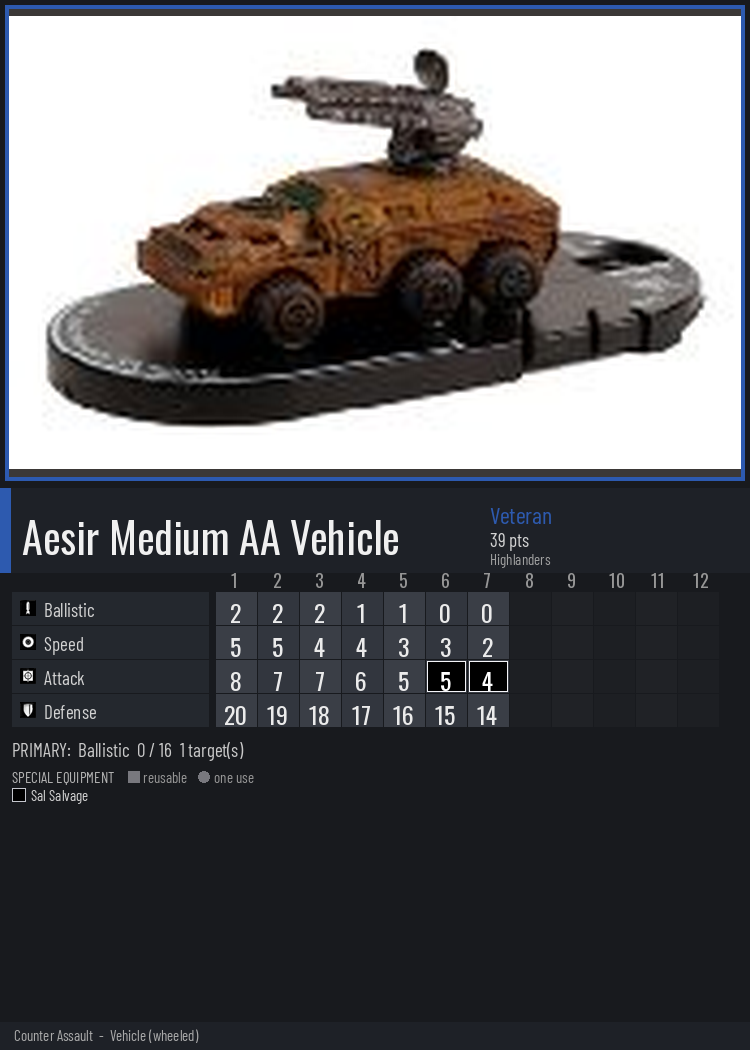 Aesir Medium AA Vehicle
Veteran
39 pts
Highlanders
1 2 3 4 5 6 7 8 9 10 11 12
Ballistic 2 2 2 1 1 0 0
Speed 5 5 4 4 3 3 2
Attack 8 7 7 6 5 5 4
Defense 20 19 18 17 16 15 14
PRIMARY: Ballistic 0 / 16 1 target(s)
SPECIAL EQUIPMENT reusable one use
Sal Salvage
Counter Assault - Vehicle (wheeled)